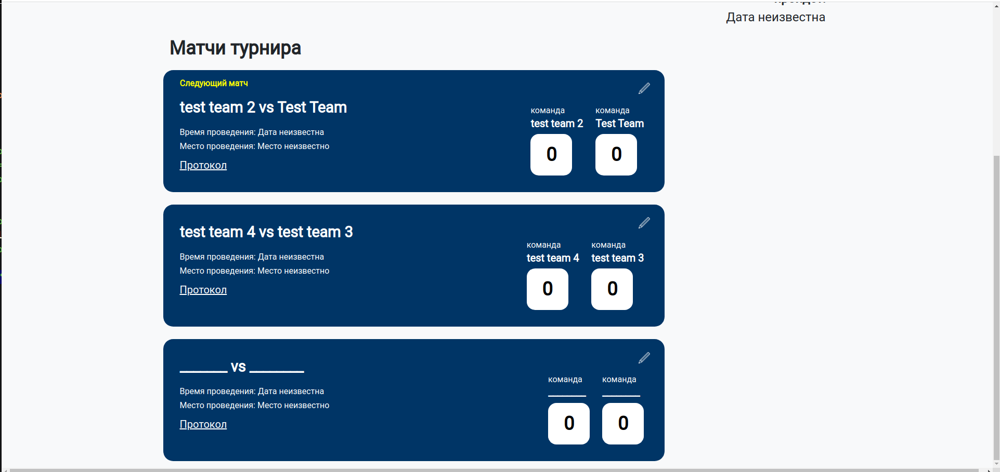 Дата неизвестна
Матчи турнира
Следующий матч
test team 2 vs Test Team
Время проведения: Дата неизвестна
Место проведения: Место неизвестно
Протокол
команда команда
test team 2 Test Team
0 0
test team 4 vs test team 3
Время проведения: Дата неизвестна
Место проведения: Место неизвестно
Протокол
команда команда
test team 4 test team 3
0 0
_______ vs ________
Время проведения: Дата неизвестна
Место проведения: Место неизвестно
Протокол
команда команда
________ ________
0 0